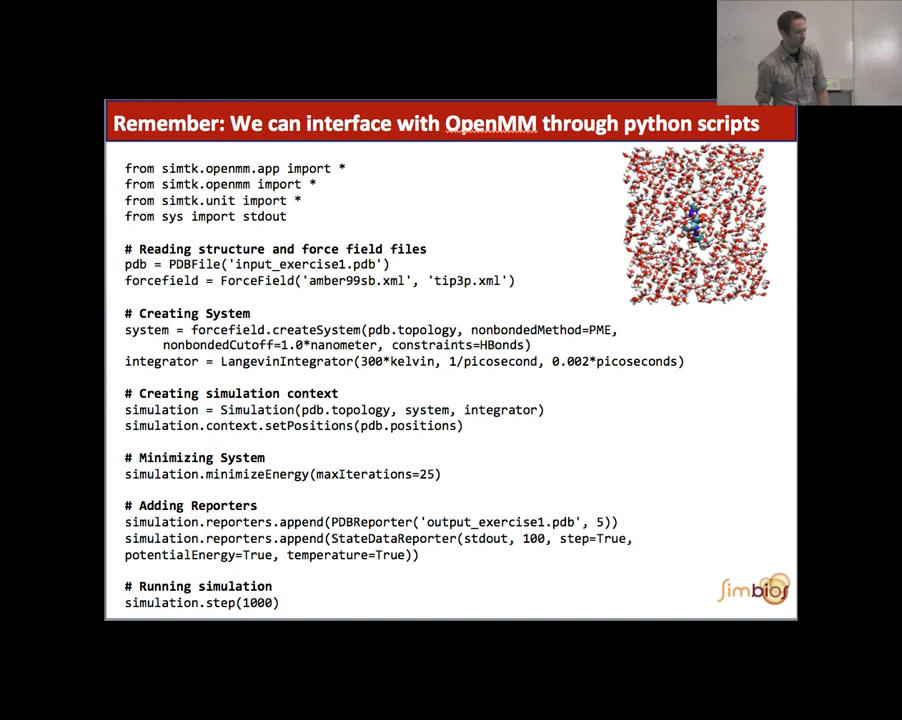 Remember: We can interface with OpenMM through python scripts
from simtk.openmm.app import *
from simtk.openmm import *
from simtk.unit import *
from sys import stdout
# Reading structure and force field files
pdb = PDBFile('input_exercise1.pdb')
forcefield = ForceField('amber99sb.xml', 'tip3p.xml')
# Creating System
system = forcefield.createSystem(pdb.topology, nonbondedMethod=PME,
nonbondedCutoff=1.0*nanometer, constraints=HBonds)
integrator = LangevinIntegrator(300*kelvin, 1/picosecond, 0.002*picoseconds)
# Creating simulation context
simulation = Simulation(pdb.topology, system, integrator)
simulation.context.setPositions(pdb.positions)
# Minimizing System
simulation.minimizeEnergy(maxIterations=25)
# Adding Reporters
simulation.reporters.append(PDBReporter('output_exercise1.pdb', 5))
simulation.reporters.append(StateDataReporter(stdout, 100, step=True,
potentialEnergy=True, temperature=True))
# Running simulation
simulation.step(1000)
Simbios